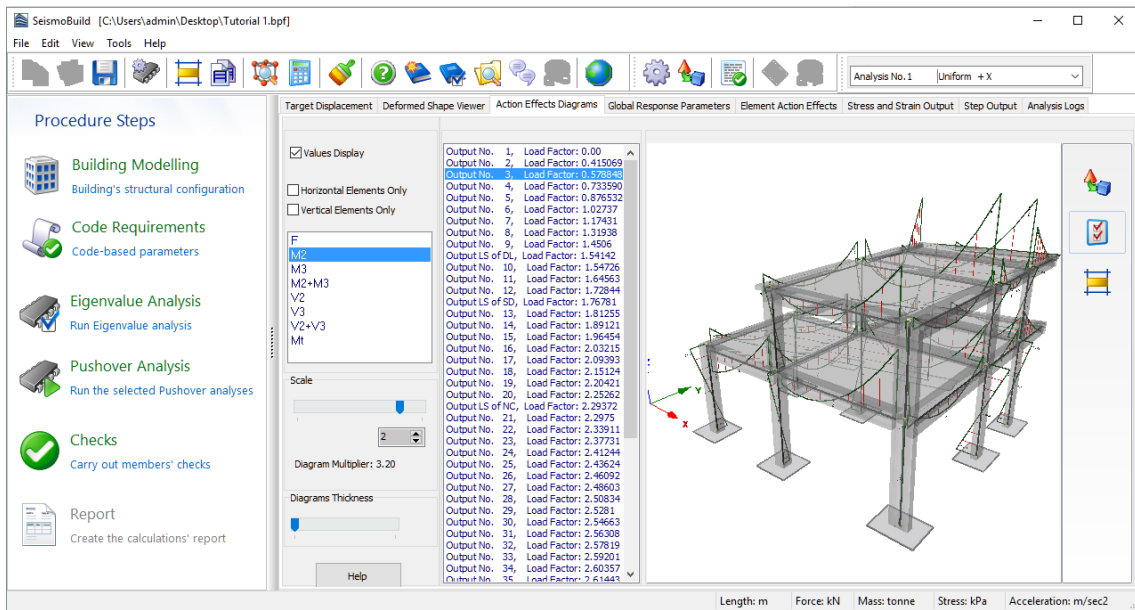 SeismoBuild [C:\Users\admin\Desktop\Tutorial 1.bpf]
File Edit View Tools Help
Analysis No. 1 Uniform +X
Procedure Steps
Building Modelling
Building's structural configuration
Code Requirements
Code-based parameters
Eigenvalue Analysis
Run Eigenvalue analysis
Pushover Analysis
Run the selected Pushover analyses
Checks
Carry out members' checks
Report
Create the calculations' report
Target Displacement Deformed Shape Viewer Action Effects Diagrams Global Response Parameters Element Action Effects Stress and Strain Output Step Output Analysis Logs
Values Display
Horizontal Elements Only
Vertical Elements Only
F
M2
M3
M2+M3
V2
V3
V2+V3
Mt
Scale
2
Diagram Multiplier: 3.20
Diagrams Thickness
Help
Output No. 1, Load Factor: 0.00
Output No. 2, Load Factor: 0.415069
Output No. 3, Load Factor: 0.578848
Output No. 4, Load Factor: 0.733590
Output No. 5, Load Factor: 0.876532
Output No. 6, Load Factor: 1.02737
Output No. 7, Load Factor: 1.17431
Output No. 8, Load Factor: 1.31938
Output No. 9, Load Factor: 1.4506
Output LS of DL, Load Factor: 1.54142
Output No. 10, Load Factor: 1.54726
Output No. 11, Load Factor: 1.64563
Output No. 12, Load Factor: 1.72844
Output LS of SD, Load Factor: 1.76781
Output No. 13, Load Factor: 1.81255
Output No. 14, Load Factor: 1.89121
Output No. 15, Load Factor: 1.96454
Output No. 16, Load Factor: 2.03215
Output No. 17, Load Factor: 2.09393
Output No. 18, Load Factor: 2.15124
Output No. 19, Load Factor: 2.20421
Output No. 20, Load Factor: 2.25262
Output LS of NC, Load Factor: 2.29372
Output No. 21, Load Factor: 2.2975
Output No. 22, Load Factor: 2.33911
Output No. 23, Load Factor: 2.37731
Output No. 24, Load Factor: 2.41244
Output No. 25, Load Factor: 2.43624
Output No. 26, Load Factor: 2.46092
Output No. 27, Load Factor: 2.48603
Output No. 28, Load Factor: 2.50834
Output No. 29, Load Factor: 2.5281
Output No. 30, Load Factor: 2.54663
Output No. 31, Load Factor: 2.56308
Output No. 32, Load Factor: 2.57819
Output No. 33, Load Factor: 2.59201
Output No. 34, Load Factor: 2.60357
Output No. 35, Load Factor: 2.61443
Y
X
Length: m Force: kN Mass: tonne Stress: kPa Acceleration: m/sec2